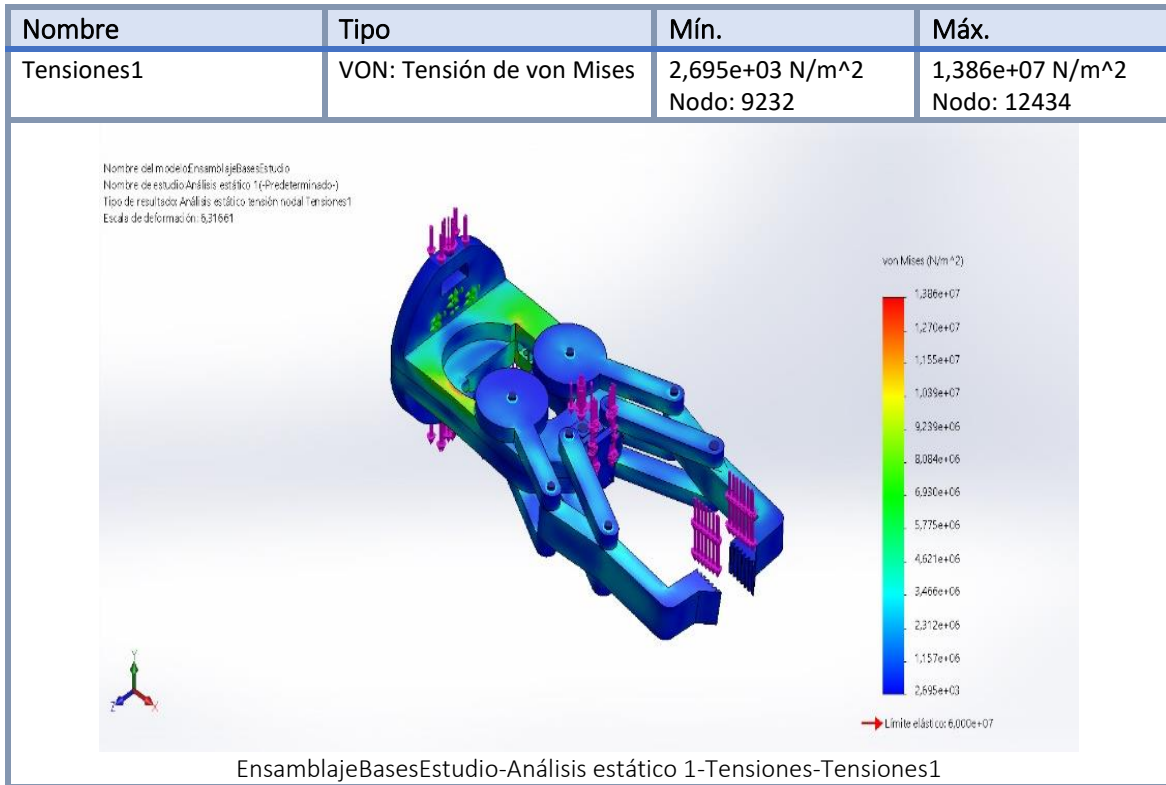 Nombre Tipo Mín. Máx.
Tensiones1 VON: Tensión de von Mises 2,695e+03 N/m^2 1,386e+07 N/m^2
Nodo: 9232 Nodo: 12434
Nombre del modelo:EnsamblajeBasesEstudio
Nombre de estudio:Análisis estático 1(-Predeterminado-)
Tipo de resultado: Análisis estático tensión nodal Tensiones1
Escala de deformación: 6,31661
von Mises (N/m^2)
1,386e+07
1,270e+07
1,155e+07
1,039e+07
9,239e+06
8,084e+06
6,930e+06
5,775e+06
4,621e+06
3,466e+06
2,312e+06
1,157e+06
2,695e+03
Límite elástico: 6,000e+07
Y
Z
X
EnsamblajeBasesEstudio-Análisis estático 1-Tensiones-Tensiones1